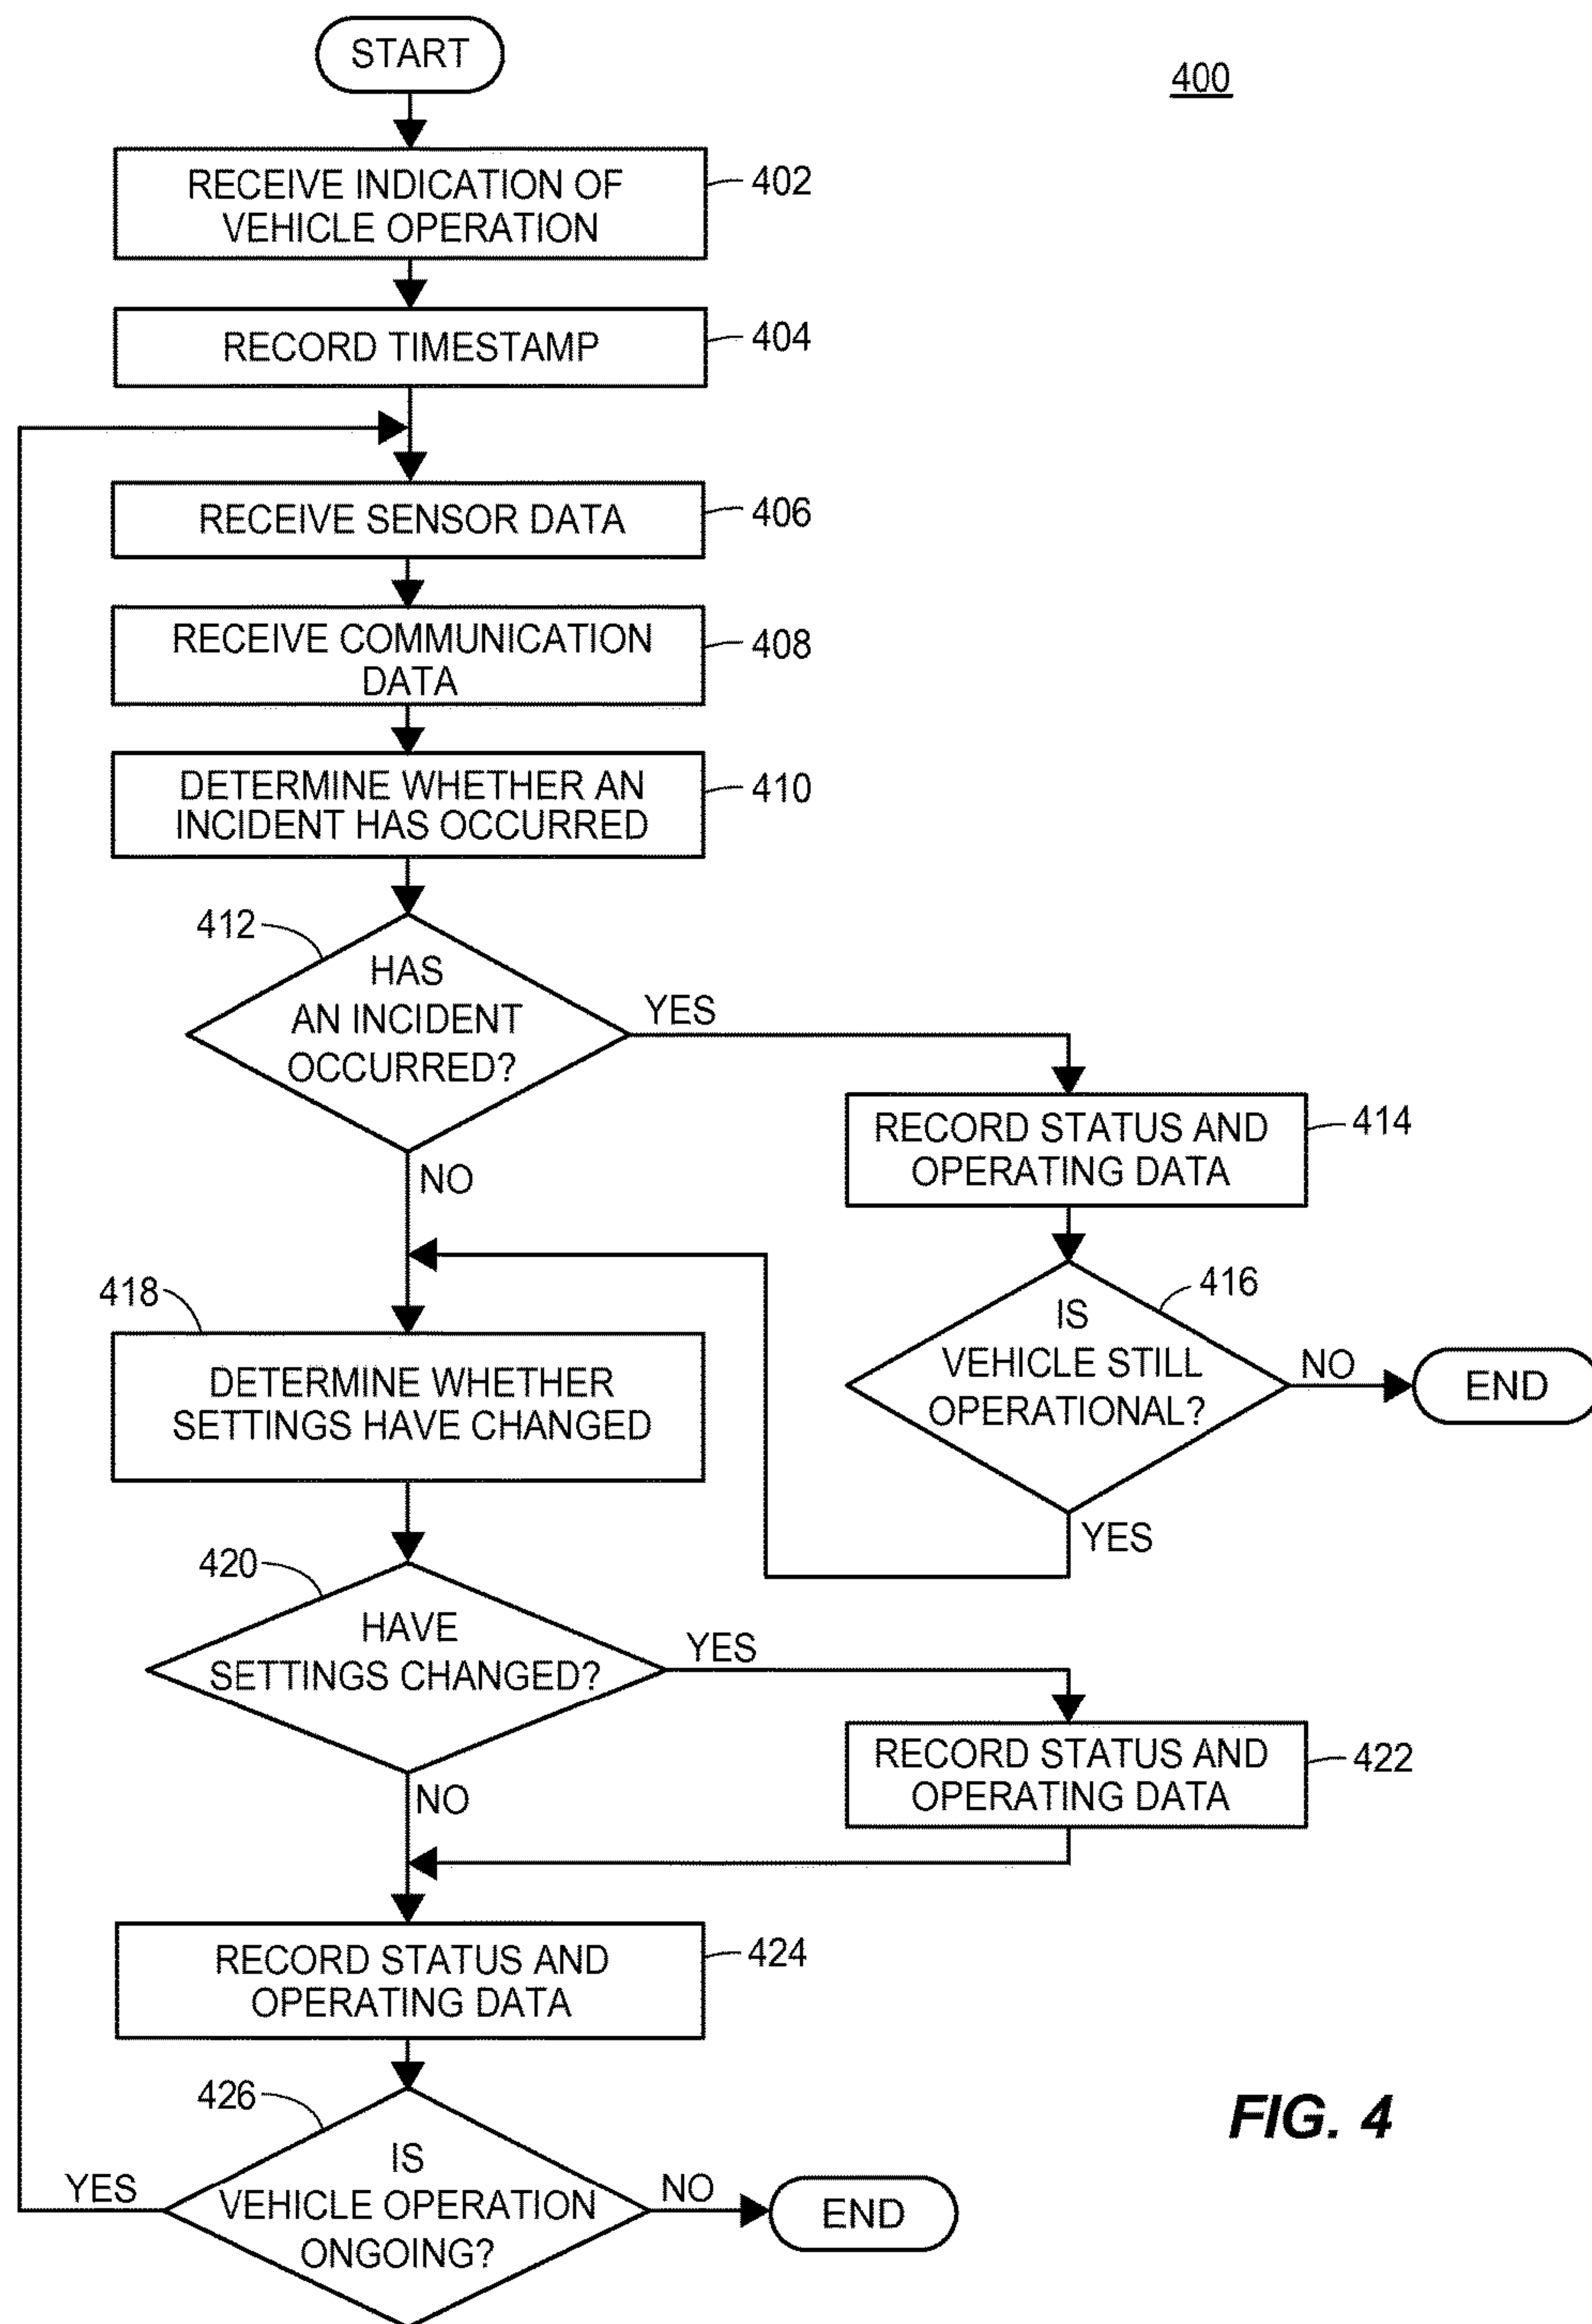 START
400
RECEIVE INDICATION OF
VEHICLE OPERATION
402
RECORD TIMESTAMP
404
RECEIVE SENSOR DATA
406
RECEIVE COMMUNICATION
DATA
408
DETERMINE WHETHER AN
INCIDENT HAS OCCURRED
410
412
HAS
AN INCIDENT
OCCURRED?
YES
NO
RECORD STATUS AND
OPERATING DATA
414
416
IS
VEHICLE STILL
OPERATIONAL?
NO
END
YES
418
DETERMINE WHETHER
SETTINGS HAVE CHANGED
420
HAVE
SETTINGS CHANGED?
YES
NO
RECORD STATUS AND
OPERATING DATA
422
RECORD STATUS AND
OPERATING DATA
424
426
IS
VEHICLE OPERATION
ONGOING?
YES
NO
END
FIG. 4